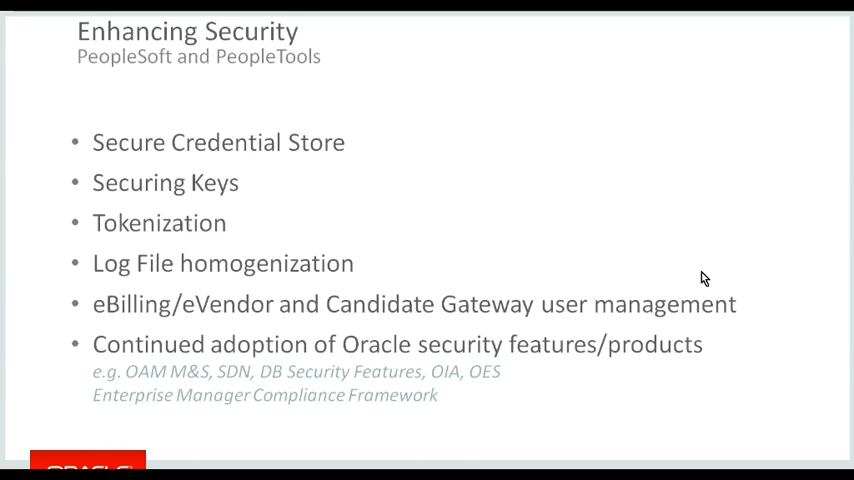 Enhancing Security
PeopleSoft and PeopleTools
• Secure Credential Store
• Securing Keys
• Tokenization
• Log File homogenization
• eBilling/eVendor and Candidate Gateway user management
• Continued adoption of Oracle security features/products
e.g. OAM M&S, SDN, DB Security Features, OIA, OES
Enterprise Manager Compliance Framework
ORACLE